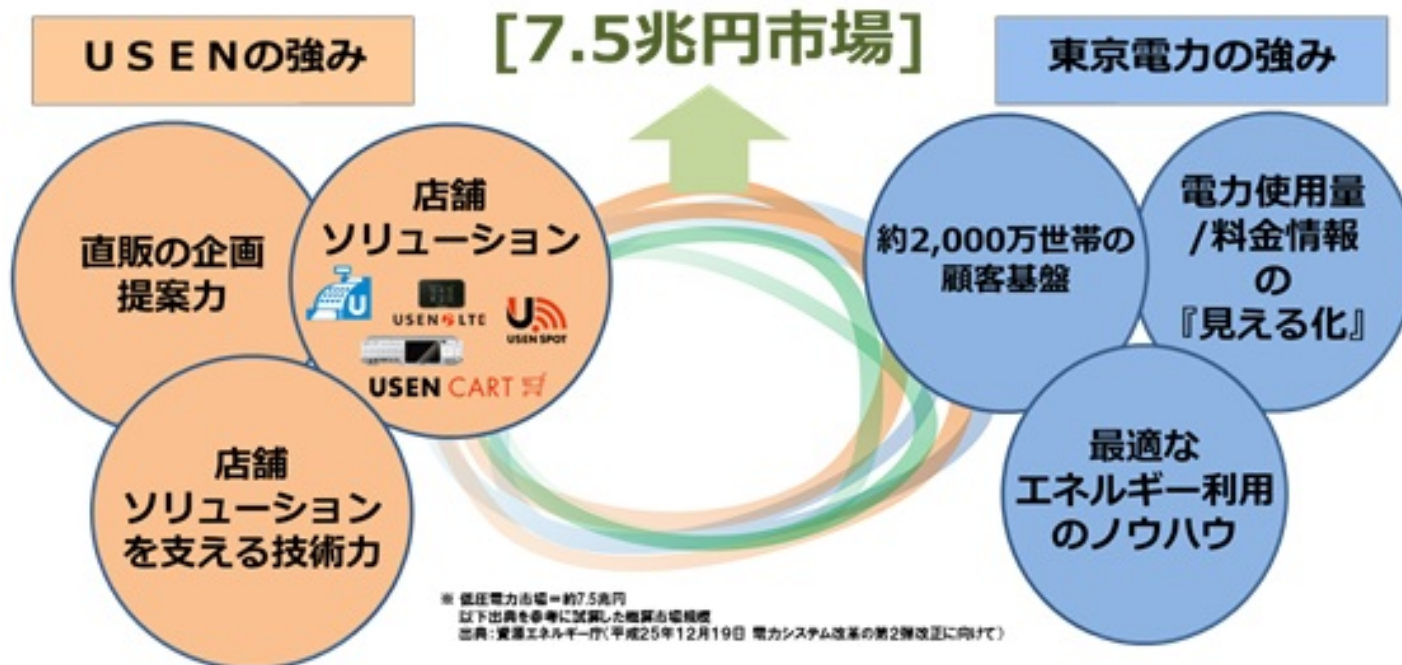 [7.5兆円市場]
ＵＳＥＮの強み
直販の企画
提案力
店舗
ソリューション
U
USEN LTE
U
USEN SPOT
USEN CART
店舗
ソリューション
を支える技術力
東京電力の強み
約2,000万世帯の
顧客基盤
電力使用量
/料金情報
の
『見える化』
最適な
エネルギー利用
のノウハウ
※ 低圧電力市場＝約7.5兆円
以下出典を参考に試算した概算市場規模
出典：資源エネルギー庁（平成25年12月19日 電力システム改革の第2弾改正に向けて）